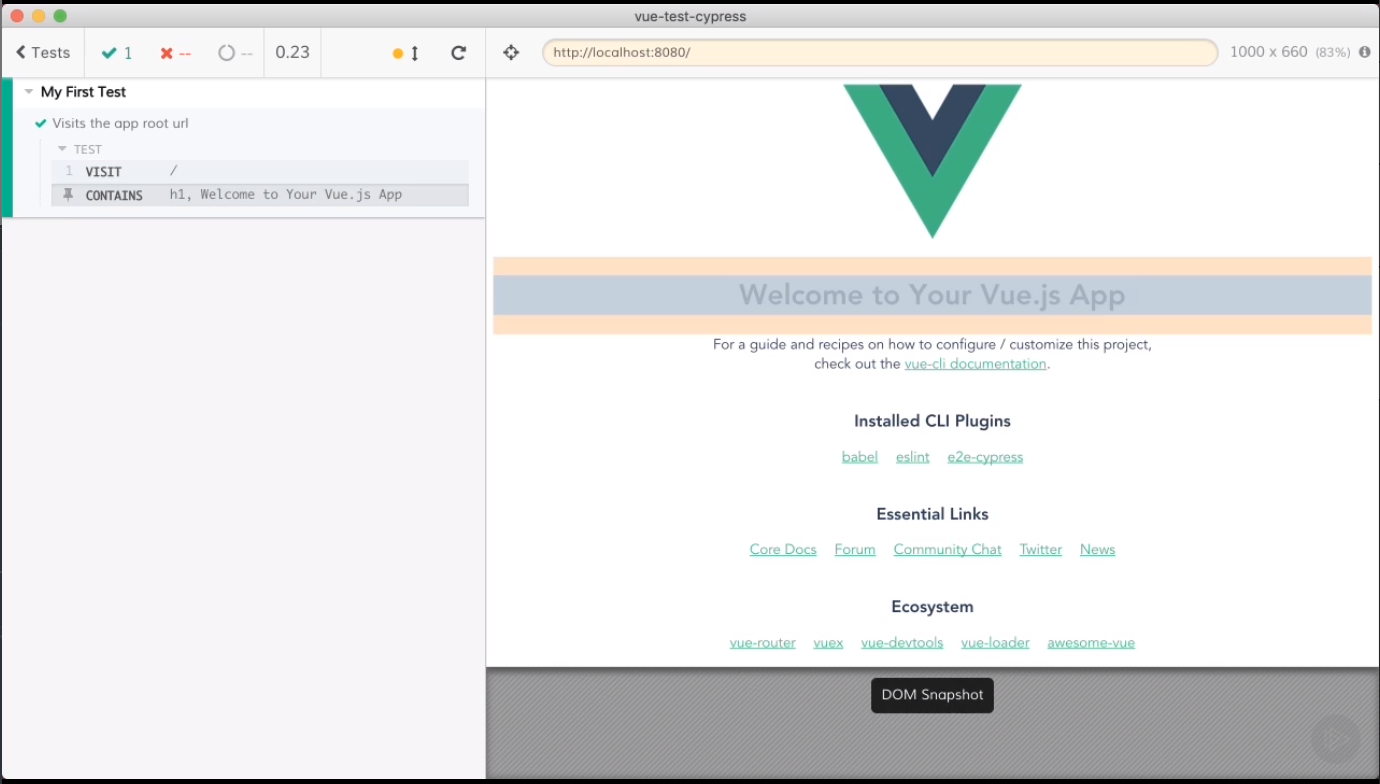 vue-test-cypress
Tests 1 -- -- 0.23 http://localhost:8080/ 1000 x 660 (83%)
My First Test
Visits the app root url
TEST
1 VISIT /
CONTAINS h1, Welcome to Your Vue.js App
Welcome to Your Vue.js App
For a guide and recipes on how to configure / customize this project,
check out the vue-cli documentation.
Installed CLI Plugins
babel eslint e2e-cypress
Essential Links
Core Docs Forum Community Chat Twitter News
Ecosystem
vue-router vuex vue-devtools vue-loader awesome-vue
DOM Snapshot